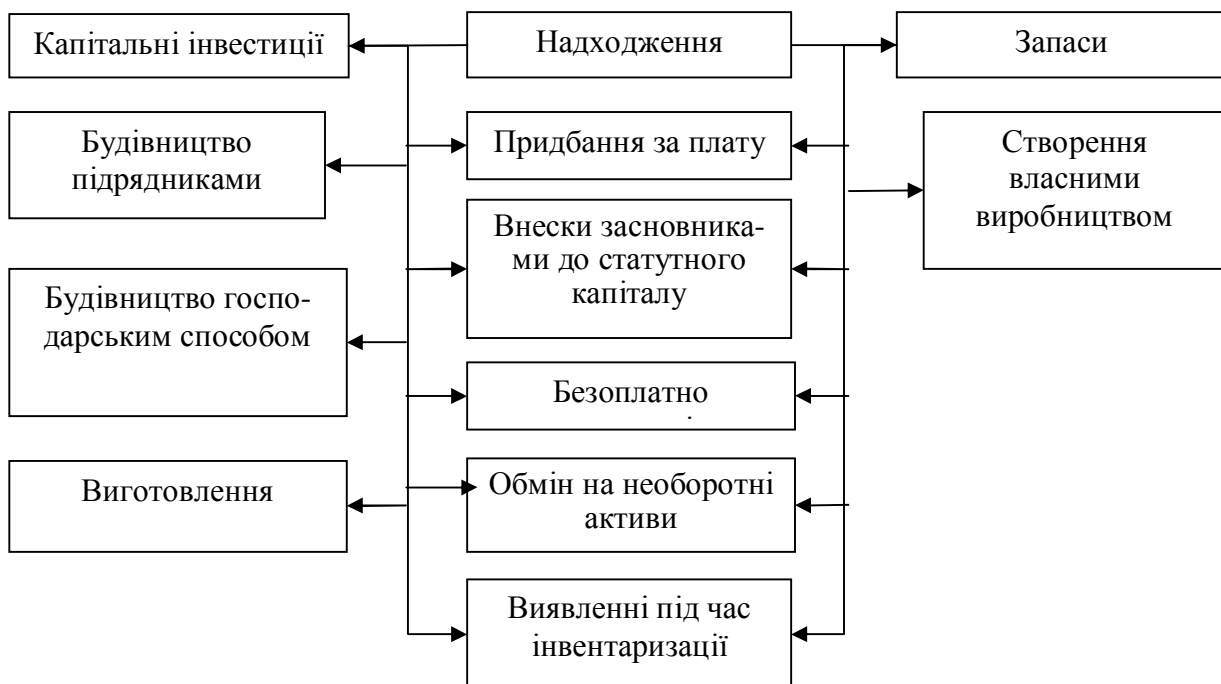 Капітальні інвестиції
Надходження
Запаси
Будівництво
підрядниками
Придбання за плату
Створення
власними
виробництвом
Внески засновника-
ми до статутного
капіталу
Будівництво госпо-
дарським способом
Безоплатно
Виготовлення
Обмін на необоротні
активи
Виявленні під час
інвентаризації